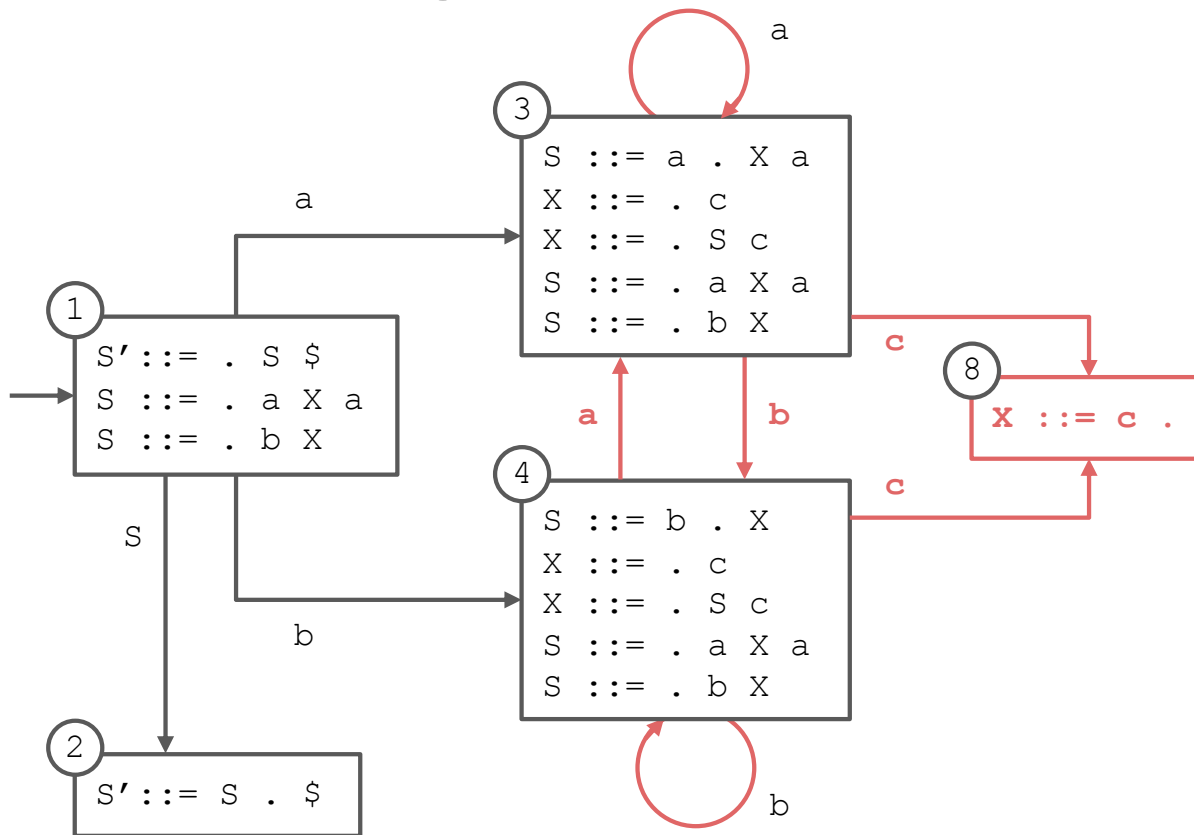 a
3
S ::= a . X a
X ::= . c
X ::= . S c
S ::= . a X a
S ::= . b X
a
1
S′::= . S $
S ::= . a X a
S ::= . b X
c
8
X ::= c .
a
b
4
S ::= b . X
X ::= . c
X ::= . S c
S ::= . a X a
S ::= . b X
c
S
b
2
S′::= S . $
b